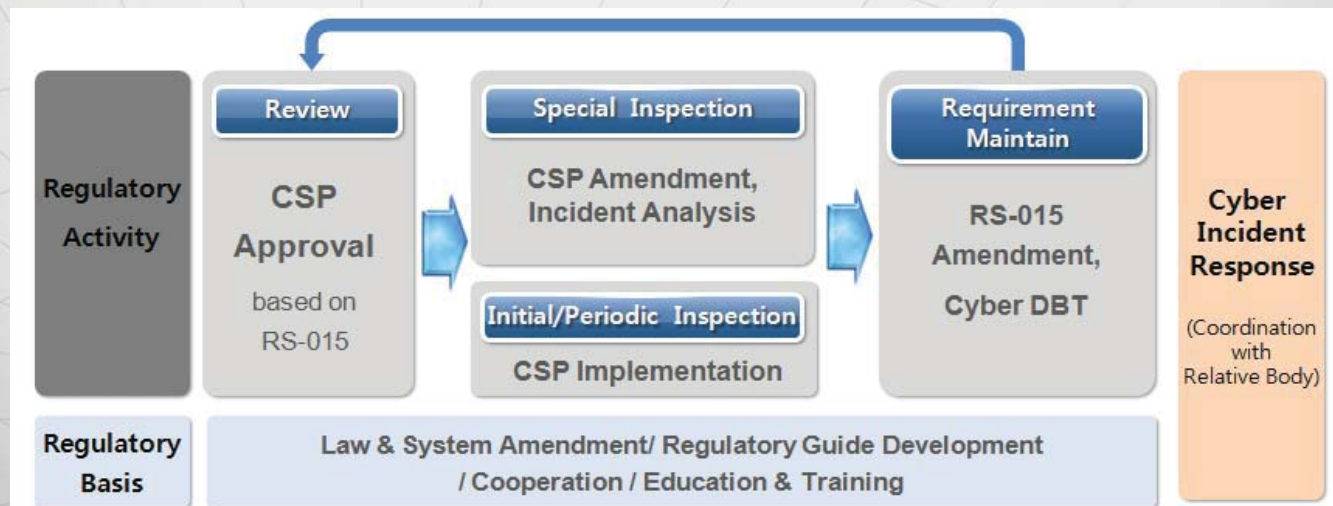 Regulatory
Activity
Review
CSP
Approval
based on
RS-015
Special Inspection
CSP Amendment,
Incident Analysis
Initial/Periodic Inspection
CSP Implementation
Requirement
Maintain
RS-015
Amendment,
Cyber DBT
Cyber
Incident
Response
(Coordination
with
Relative Body)
Regulatory
Basis
Law & System Amendment/ Regulatory Guide Development
/ Cooperation / Education & Training